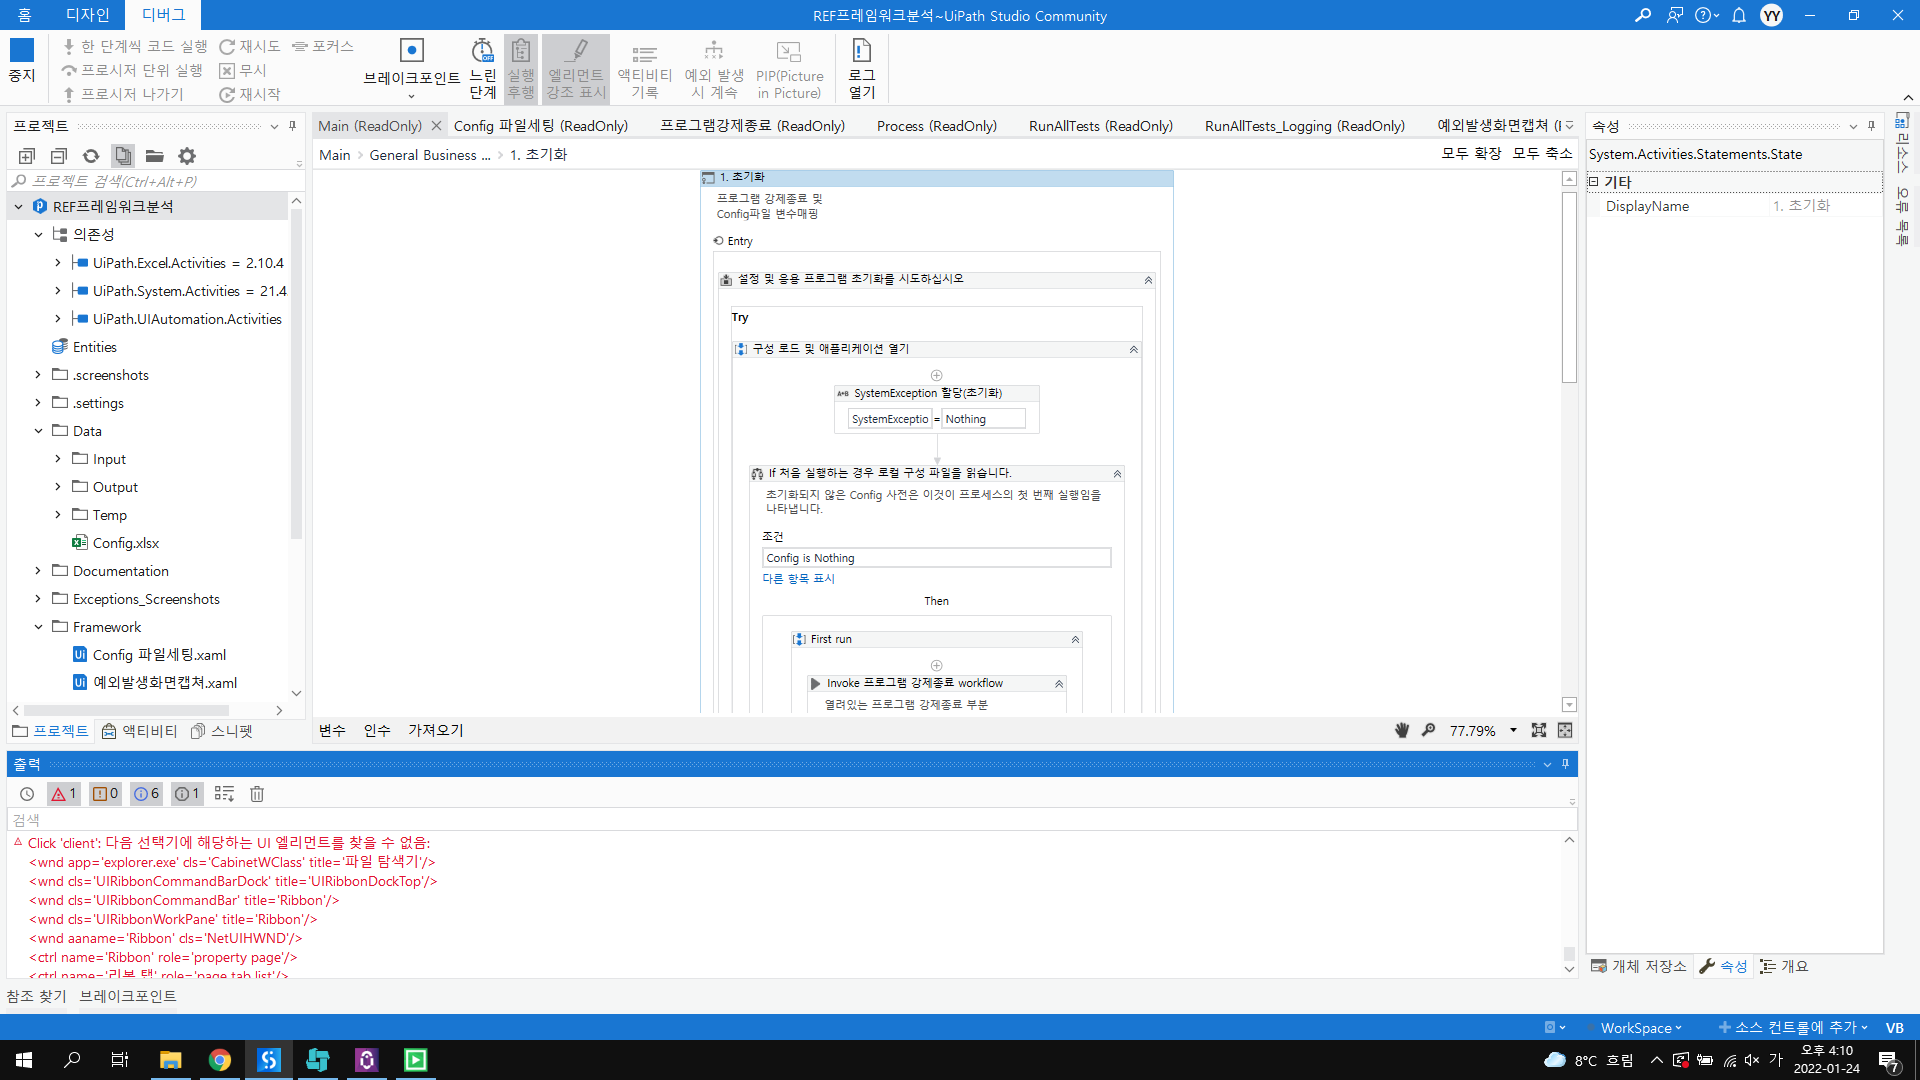 홈 디자인 디버그
REF프레임워크분석~UiPath Studio Community
YY
중지
한 단계씩 코드 실행
프로시저 단위 실행
프로시저 나가기
재시도
무시
재시작
포커스
브레이크포인트
느린
단계
실행
후행
엘리먼트
강조 표시
액티비티
기록
예외 발생
시 계속
PIP(Picture
in Picture)
로그
열기
프로젝트
프로젝트 검색(Ctrl+Alt+P)
REF프레임워크분석
의존성
UiPath.Excel.Activities = 2.10.4
UiPath.System.Activities = 21.4.
UiPath.UIAutomation.Activities
Entities
.screenshots
.settings
Data
Input
Output
Temp
Config.xlsx
Documentation
Exceptions_Screenshots
Framework
Config 파일세팅.xaml
예외발생화면캡쳐.xaml
프로젝트 액티비티 스니펫
Main (ReadOnly) Config 파일세팅 (ReadOnly) 프로그램강제종료 (ReadOnly) Process (ReadOnly) RunAllTests (ReadOnly) RunAllTests_Logging (ReadOnly) 예외발생화면캡쳐
Main > General Business ... > 1. 초기화
모두 확장 모두 축소
1. 초기화
프로그램 강제종료 및
Config파일 변수매핑
Entry
설정 및 응용 프로그램 초기화를 시도하십시오
Try
구성 로드 및 애플리케이션 열기
A*B SystemException 할당(초기화)
SystemExceptio = Nothing
If 처음 실행하는 경우 로컬 구성 파일을 읽습니다.
초기화되지 않은 Config 사전은 이것이 프로세스의 첫 번째 실행임을
나타냅니다.
조건
Config is Nothing
다른 항목 표시
Then
First run
Invoke 프로그램 강제종료 workflow
열려있는 프로그램 강제종료 부분
변수 인수 가져오기
77.79%
속성
System.Activities.Statements.State
기타
DisplayName 1. 초기화
리소스
오류 목록
개체 저장소 속성 개요
출력
1 0 6 1
검색
Click 'client': 다음 선택기에 해당하는 UI 엘리먼트를 찾을 수 없음:
<wnd app='explorer.exe' cls='CabinetWClass' title='파일 탐색기'/>
<wnd cls='UIRibbonCommandBarDock' title='UIRibbonDockTop'/>
<wnd cls='UIRibbonCommandBar' title='Ribbon'/>
<wnd cls='UIRibbonWorkPane' title='Ribbon'/>
<wnd aaname='Ribbon' cls='NetUIHWND'/>
<ctrl name='Ribbon' role='property page'/>
<ctrl name='리본 탭' role='page tab list'/>
참조 찾기 브레이크포인트
WorkSpace 소스 컨트롤에 추가 VB
8°C 흐림
가
오후 4:10
2022-01-24
7